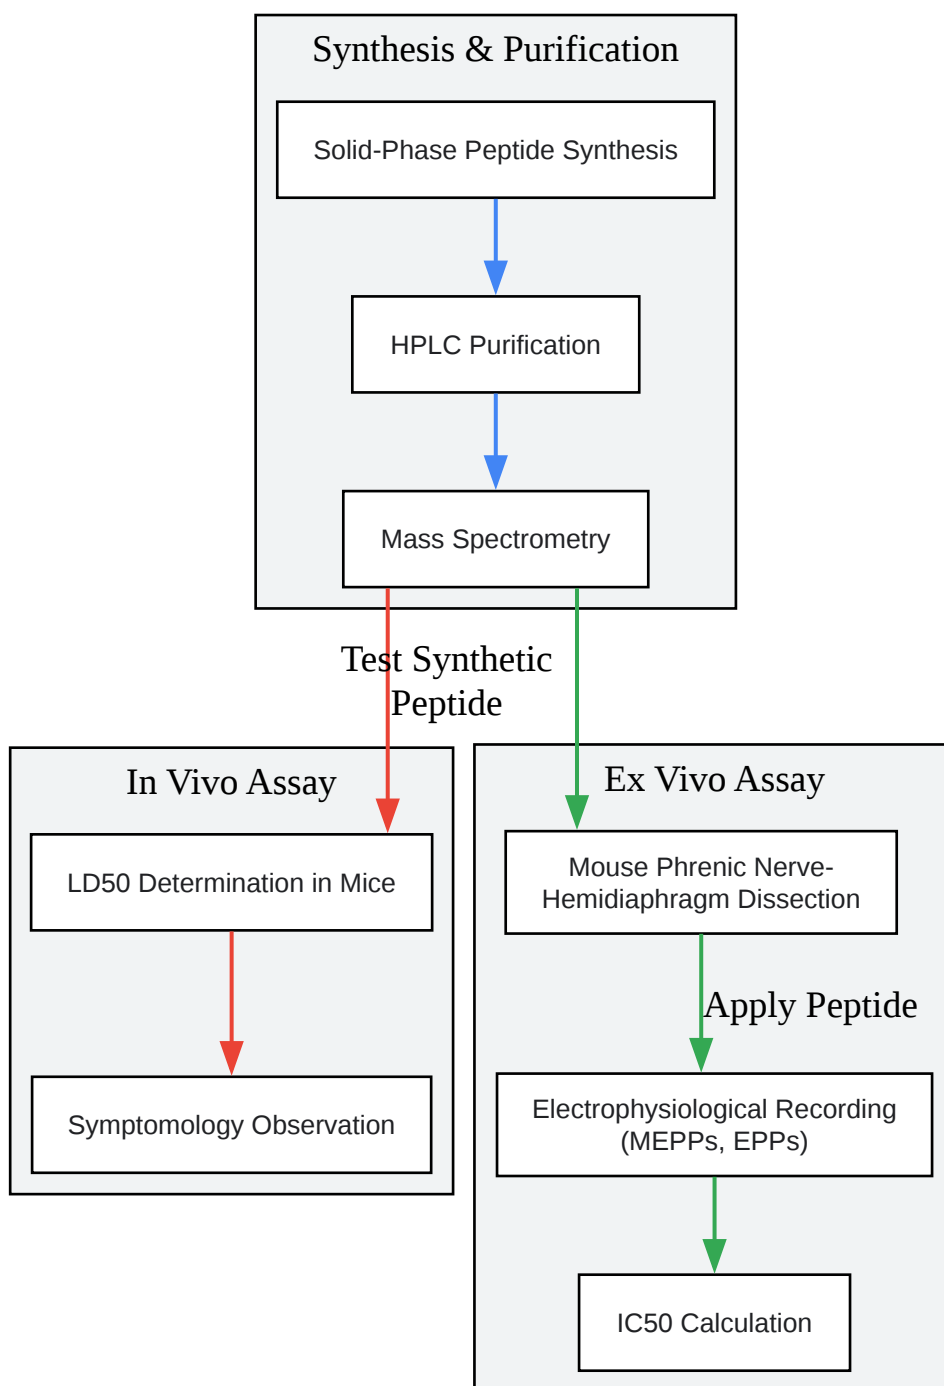 Synthesis & Purification
Solid-Phase Peptide Synthesis
HPLC Purification
Mass Spectrometry
Test Synthetic
Peptide
In Vivo Assay
LD50 Determination in Mice
Symptomology Observation
Ex Vivo Assay
Mouse Phrenic Nerve-
Hemidiaphragm Dissection
Apply Peptide
Electrophysiological Recording
(MEPPs, EPPs)
IC50 Calculation